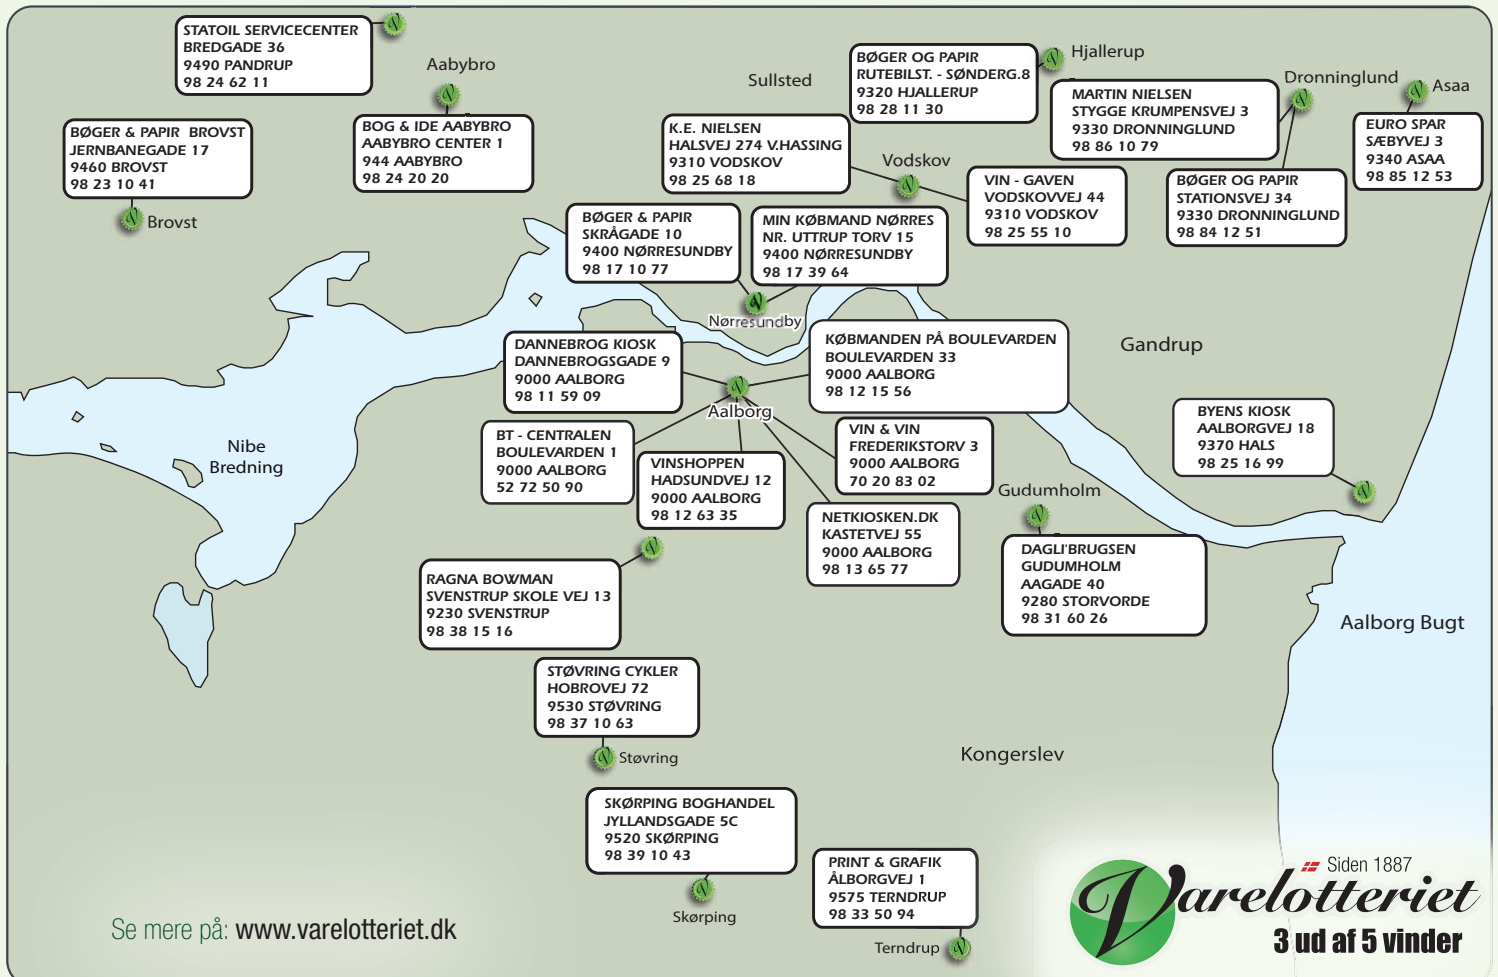 STATOIL SERVICECENTER
BREDGADE 36
9490 PANDRUP
98 24 62 11
Aabybro
BØGER & PAPIR BROVST
JERNBANEGADE 17
9460 BROVST
98 23 10 41
Brovst
BOG & IDE AABYBRO
AABYBRO CENTER 1
944 AABYBRO
98 24 20 20
Sullsted
BØGER OG PAPIR
RUTEBILST. - SØNDERG.8
9320 HJALLERUP
98 28 11 30
Hjallerup
MARTIN NIELSEN
STYGGE KRUMPENSVEJ 3
9330 DRONNINGLUND
98 86 10 79
Dronninglund
Asaa
EURO SPAR
SÆBYVEJ 3
9340 ASAA
98 85 12 53
K.E. NIELSEN
HALSVEJ 274 V.HASSING
9310 VODSKOV
98 25 68 18
Vodskov
VIN - GAVEN
VODSKOVVEJ 44
9310 VODSKOV
98 25 55 10
BØGER OG PAPIR
STATIONSVEJ 34
9330 DRONNINGLUND
98 84 12 51
BØGER & PAPIR
SKRÅGADE 10
9400 NØRRESUNDBY
98 17 10 77
MIN KØBMAND NØRRES
NR. UTTRUP TORV 15
9400 NØRRESUNDBY
98 17 39 64
Nørresundby
DANNEBROG KIOSK
DANNEBROGSGADE 9
9000 AALBORG
98 11 59 09
KØBMANDEN PÅ BOULEVARDEN
BOULEVARDEN 33
9000 AALBORG
98 12 15 56
Gandrup
Aalborg
BT - CENTRALEN
BOULEVARDEN 1
9000 AALBORG
52 72 50 90
VINSHOPPEN
HADSUNDVEJ 12
9000 AALBORG
98 12 63 35
VIN & VIN
FREDERIKSTORV 3
9000 AALBORG
70 20 83 02
NETKIOSKEN.DK
KASTETVEJ 55
9000 AALBORG
98 13 65 77
Gudumholm
BYENS KIOSK
AALBORGVEJ 18
9370 HALS
98 25 16 99
Nibe
Bredning
DAGLI'BRUGSEN
GUDUMHOLM
AAGADE 40
9280 STORVORDE
98 31 60 26
RAGNA BOWMAN
SVENSTRUP SKOLE VEJ 13
9230 SVENSTRUP
98 38 15 16
Aalborg Bugt
STØVRING CYKLER
HOBROVEJ 72
9530 STØVRING
98 37 10 63
Støvring
Kongerslev
SKØRPING BOGHANDEL
JYLLANDSGADE 5C
9520 SKØRPING
98 39 10 43
Skørping
PRINT & GRAFIK
ÅLBORGVEJ 1
9575 TERNDRUP
98 33 50 94
Terndrup
Se mere på: www.varelotteriet.dk
Siden 1887
Varelotteriet
3 ud af 5 vinder